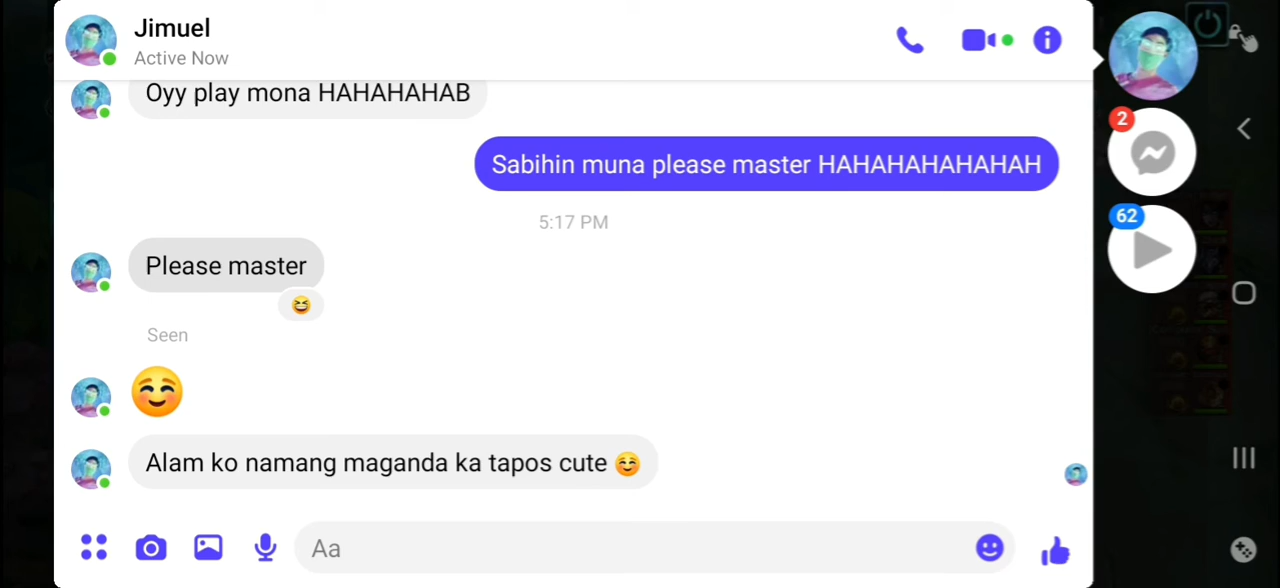 Jimuel
Active Now
Oyy play mona HAHAHAHAB
Sabihin muna please master HAHAHAHAHAHAH
5:17 PM
Please master
Seen
Alam ko namang maganda ka tapos cute ☺️
Aa
2
62